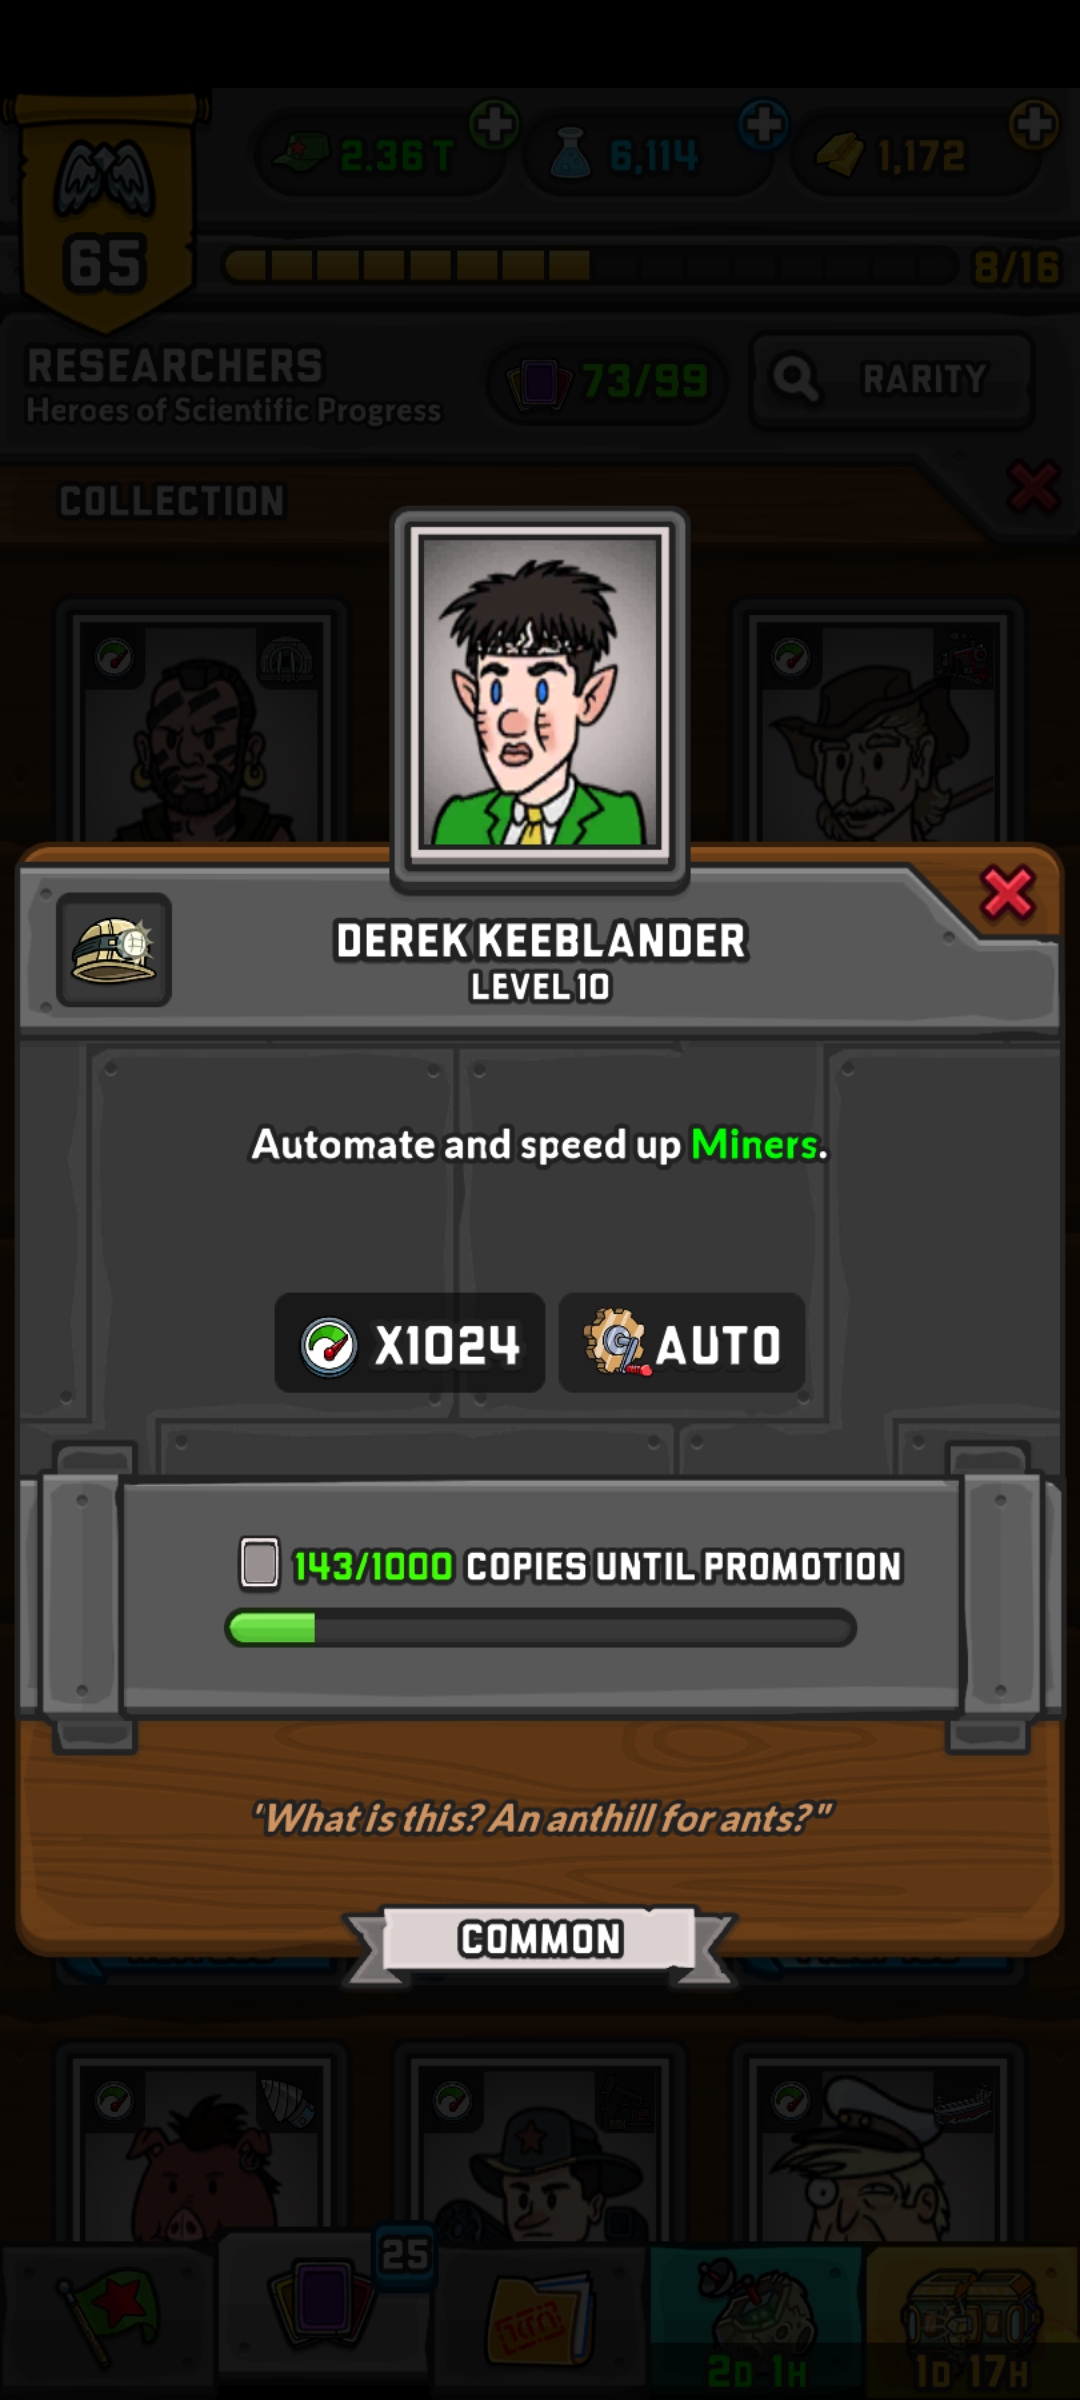 2.36 T
6,114
1,172
65
8/16
RESEARCHERS
Heroes of Scientific Progress
73/99
RARITY
COLLECTION
DEREK KEEBLANDER
LEVEL 10
Automate and speed up Miners.
X1024
AUTO
143/1000 COPIES UNTIL PROMOTION
"What is this? An anthill for ants?"
COMMON
25
2D 1H
1D 17H